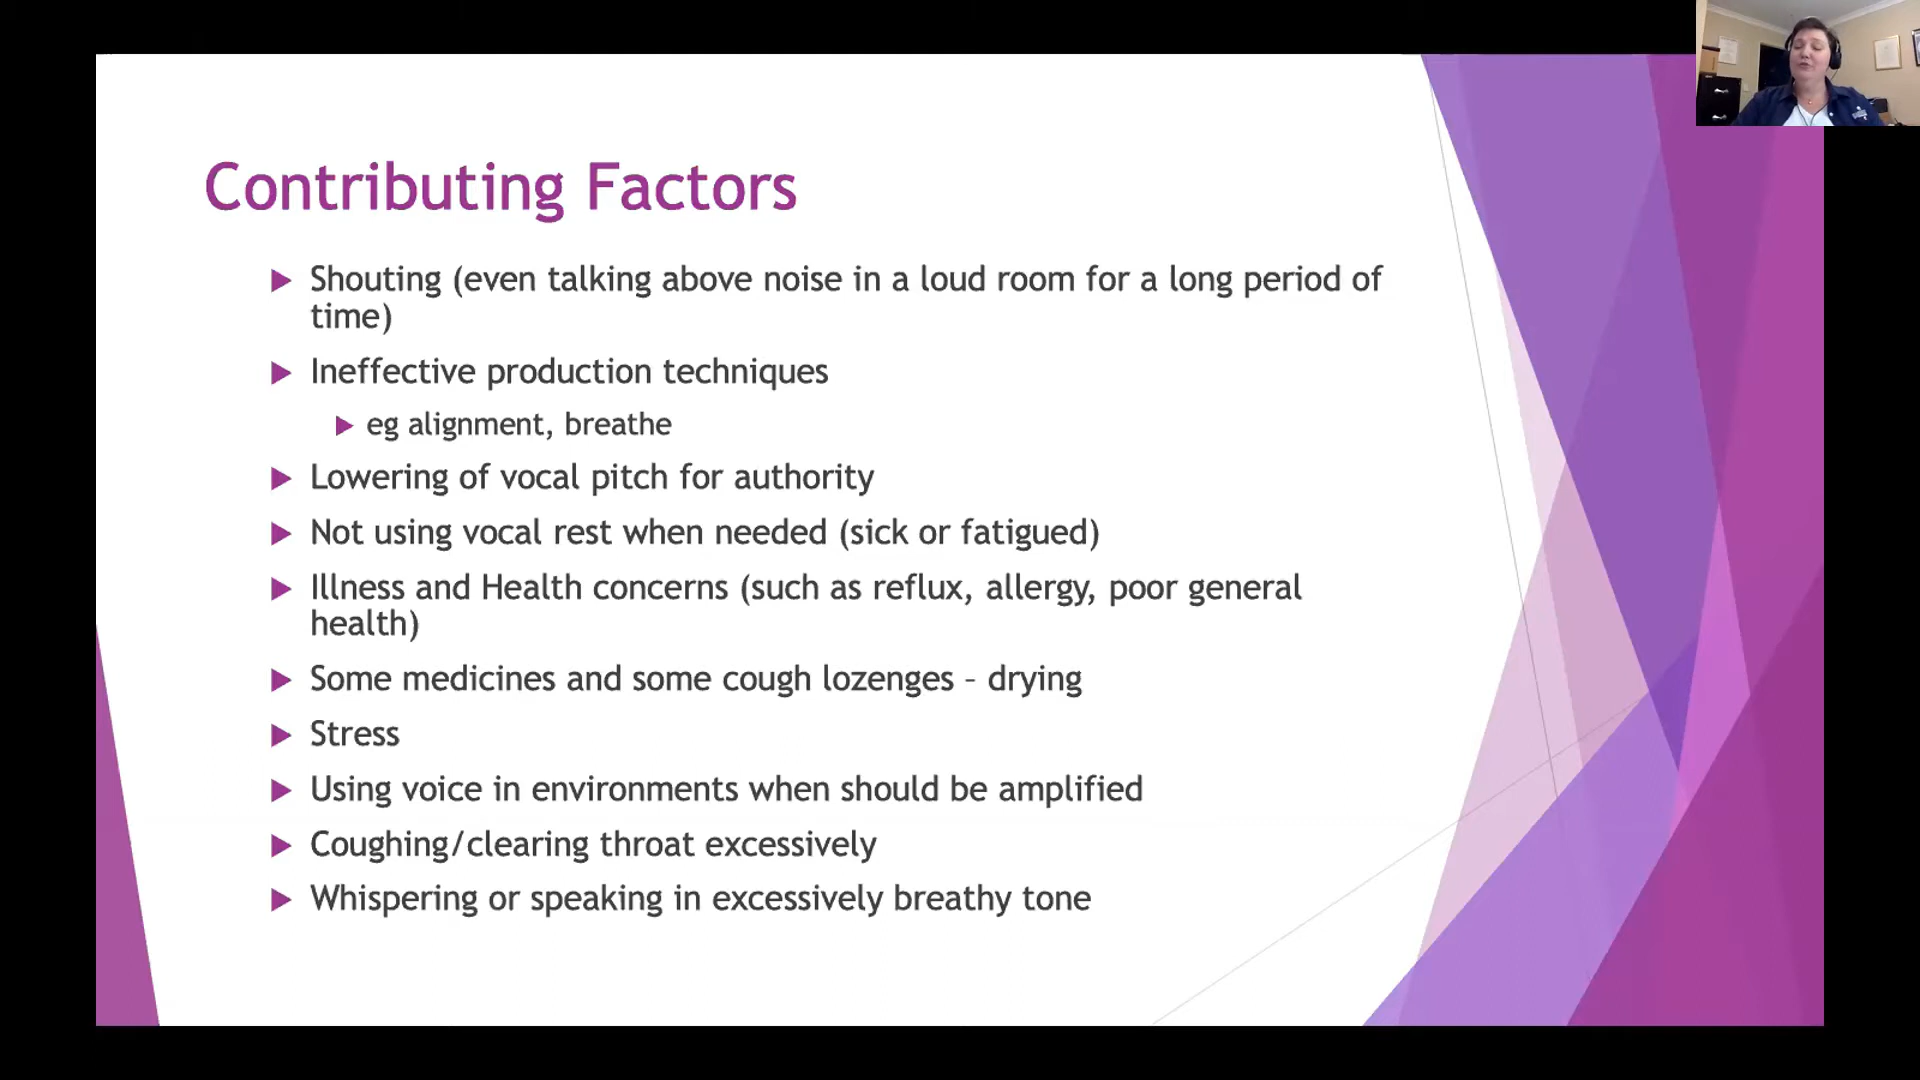 Contributing Factors
Shouting (even talking above noise in a loud room for a long period of
time)
Ineffective production techniques
eg alignment, breathe
Lowering of vocal pitch for authority
Not using vocal rest when needed (sick or fatigued)
Illness and Health concerns (such as reflux, allergy, poor general
health)
Some medicines and some cough lozenges – drying
Stress
Using voice in environments when should be amplified
Coughing/clearing throat excessively
Whispering or speaking in excessively breathy tone